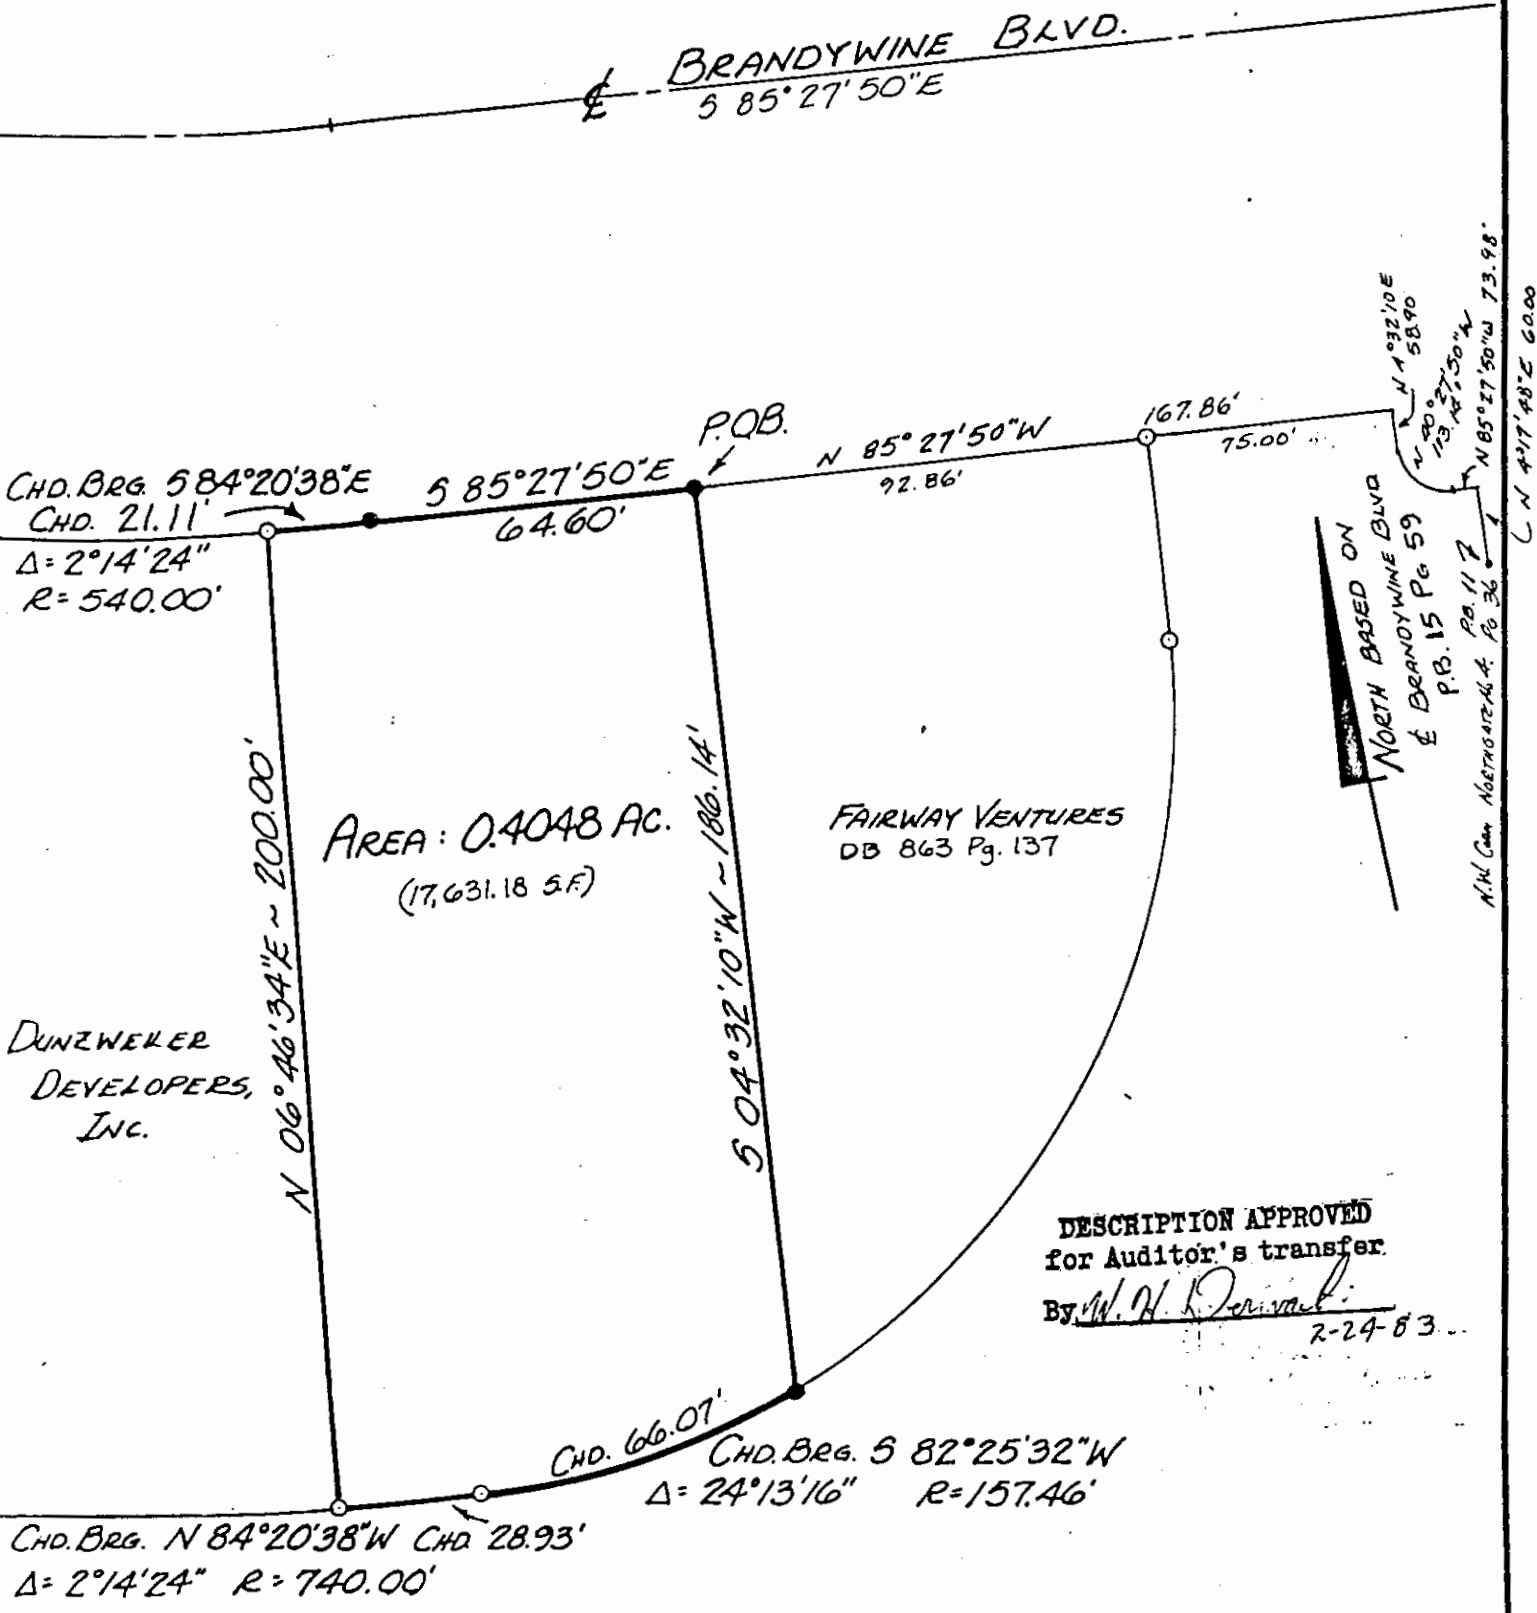 ℄ BRANDYWINE BLVD.
S 85°27'50"E
N 4°17'48"E 60.00
N 85°27'50"W 73.98'
N 4°32'10"E
58.90
N 40°27'50"W
P.O.B.
N 85°27'50"W
92.86'
167.86'
75.00'
CHD. BRG. S 84°20'38"E
CHD. 21.11'
Δ= 2°14'24"
R= 540.00'
S 85°27'50"E
64.60'
NORTH BASED ON
℄ BRANDYWINE BLVD
P.B. 15 PG 59
P.B. 11
PG 36
N 06°46'34"E ~ 200.00'
AREA: 0.4048 AC.
(17,631.18 S.F.)
S 04°32'10"W ~ 186.14'
FAIRWAY VENTURES
DB 863 Pg. 137
DUNZWEKER
DEVELOPERS,
INC.
DESCRIPTION APPROVED
for Auditor's transfer
By W. H.
2-24-83
CHD. 66.07'
CHD. BRG. S 82°25'32"W
Δ= 24°13'16" R=157.46'
CHD. BRG. N 84°20'38"W CHD 28.93'
Δ= 2°14'24" R= 740.00'